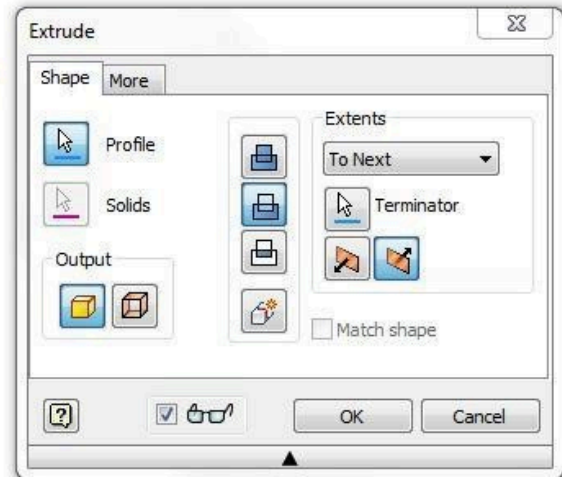 Extrude
Shape
More
Profile
Solids
Output
Extents
To Next
Terminator
Match shape
?
OK
Cancel